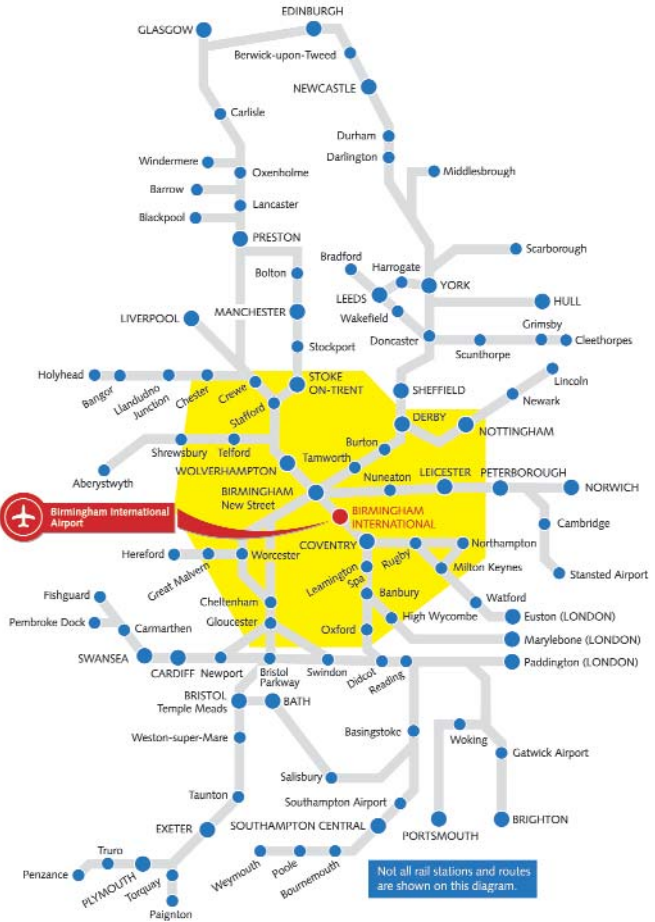 EDINBURGH
GLASGOW
Berwick-upon-Tweed
NEWCASTLE
Carlisle
Durham
Darlington
Windermere
Oxenholme
Middlesbrough
Barrow
Lancaster
Blackpool
PRESTON
Scarborough
Bradford
Harrogate
Bolton
YORK
LEEDS
HULL
LIVERPOOL
MANCHESTER
Wakefield
Grimsby
Doncaster
Cleethorpes
Stockport
Scunthorpe
Holyhead
Bangor
Llandudno
Junction
Chester
Crewe
STOKE
ON-TRENT
Lincoln
SHEFFIELD
Newark
Stafford
DERBY
NOTTINGHAM
Burton
Shrewsbury
Telford
Tamworth
WOLVERHAMPTON
Aberystwyth
Nuneaton
LEICESTER
PETERBOROUGH
BIRMINGHAM
New Street
NORWICH
Birmingham International
Airport
BIRMINGHAM
INTERNATIONAL
Cambridge
COVENTRY
Rugby
Northampton
Hereford
Great Malvern
Worcester
Leamington
Spa
Milton Keynes
Stansted Airport
Fishguard
Cheltenham
Banbury
Watford
Pembroke Dock
Carmarthen
Gloucester
High Wycombe
Euston (LONDON)
Oxford
Marylebone (LONDON)
SWANSEA
CARDIFF
Newport
Bristol
Parkway
Swindon
Didcot
Reading
Paddington (LONDON)
BRISTOL
Temple Meads
BATH
Weston-super-Mare
Basingstoke
Woking
Gatwick Airport
Salisbury
Taunton
Southampton Airport
EXETER
SOUTHAMPTON CENTRAL
PORTSMOUTH
BRIGHTON
Truro
Penzance
PLYMOUTH
Torquay
Paignton
Weymouth
Poole
Bournemouth
Not all rail stations and routes
are shown on this diagram.